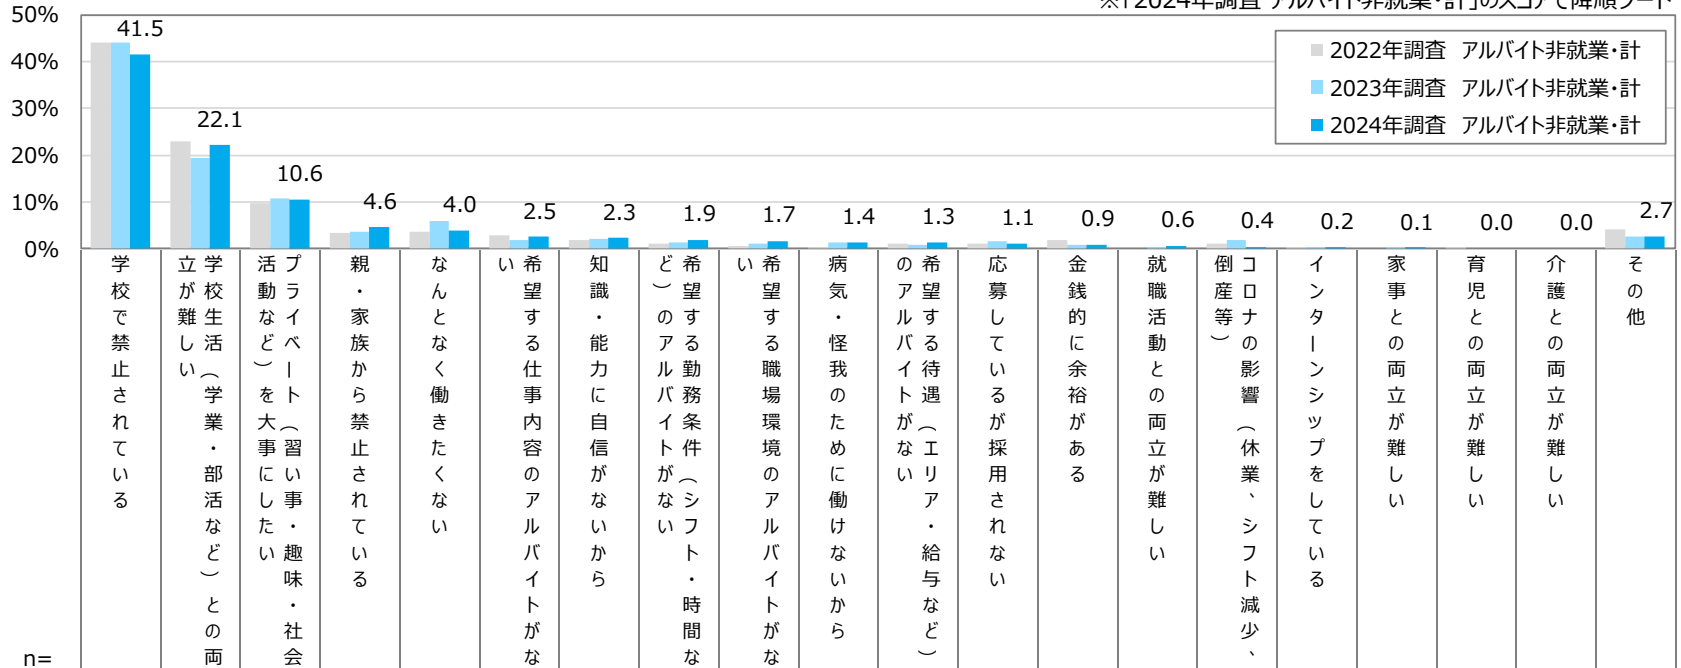 ※「2024年調査 アルバイト非就業・計」のスコアで降順ソート
50%
40%
30%
20%
10%
0%
2022年調査 アルバイト非就業・計
2023年調査 アルバイト非就業・計
2024年調査 アルバイト非就業・計
41.5
22.1
10.6
4.6
4.0
2.5
2.3
1.9
1.7
1.4
1.3
1.1
0.9
0.6
0.4
0.2
0.1
0.0
0.0
2.7
学校で禁止されている
学校生活（学業・部活など）との両
立が難しい
プライベート（習い事・趣味・社会
活動など）を大事にしたい
親・家族から禁止されている
なんとなく働きたくない
希望する仕事内容のアルバイトがな
い
知識・能力に自信がないから
希望する勤務条件（シフト・時間な
ど）のアルバイトがない
希望する職場環境のアルバイトがな
い
病気・怪我のために働けないから
希望する待遇（エリア・給与など）
のアルバイトがない
応募しているが採用されない
金銭的に余裕がある
就職活動との両立が難しい
コロナの影響（休業、シフト減少、
倒産等）
インターンシップをしている
家事との両立が難しい
育児との両立が難しい
介護との両立が難しい
その他
n=